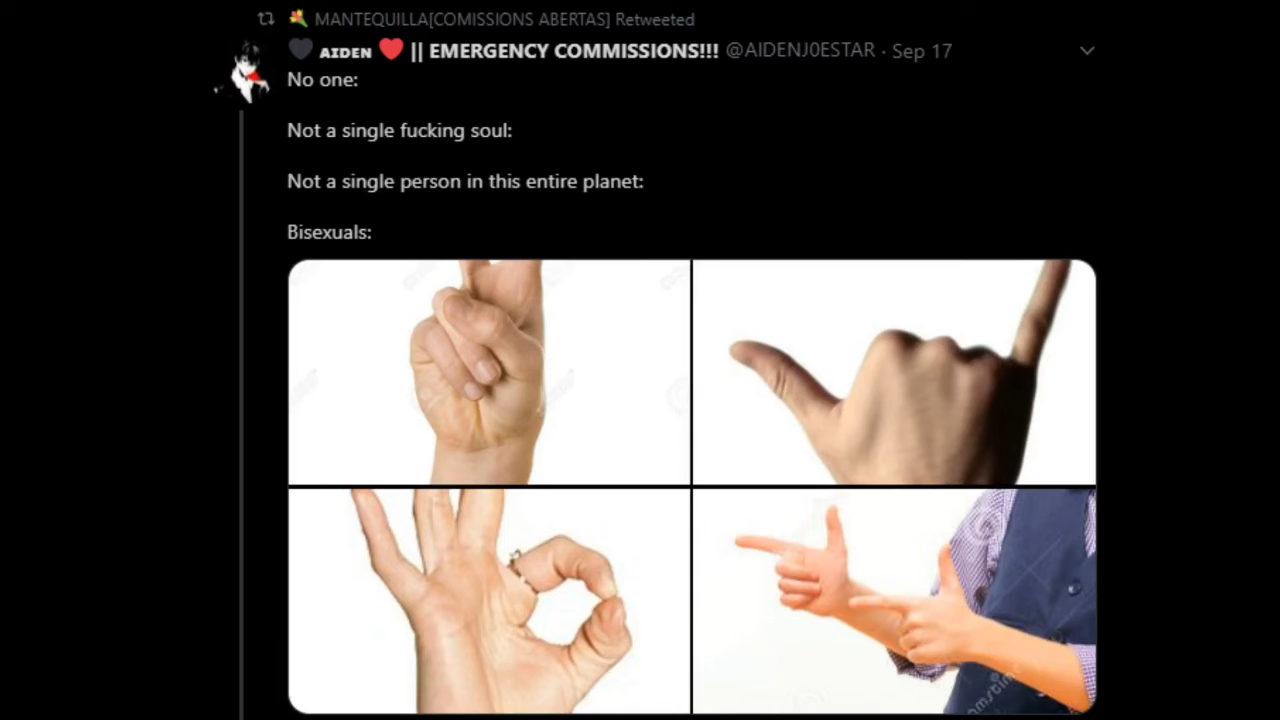 MANTEQUILLA[COMISSIONS ABERTAS] Retweeted
🖤 ᴀɪᴅᴇɴ ❤️ || EMERGENCY COMMISSIONS!!! @AIDENJ0ESTAR · Sep 17
No one:
Not a single fucking soul:
Not a single person in this entire planet:
Bisexuals: